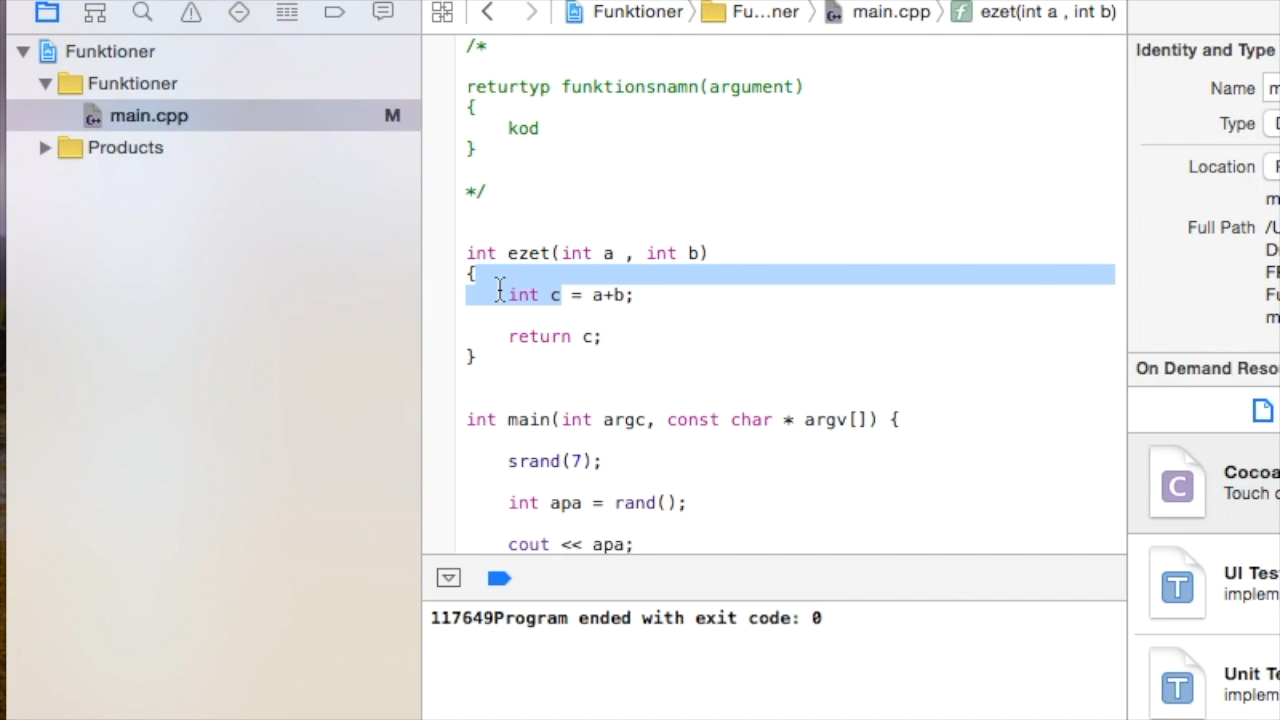 Funktioner
Fu...ner
main.cpp
ezet(int a , int b)
Funktioner
Funktioner
main.cpp
M
Products
/*
returtyp funktionsnamn(argument)
{
kod
}
*/
int ezet(int a , int b)
{
int c = a+b;
return c;
}
int main(int argc, const char * argv[]) {
srand(7);
int apa = rand();
cout << apa;
117649Program ended with exit code: 0
Identity and Type
Name
Type
Location
Full Path
On Demand Reso
C
Cocoa
Touch
T
UI Tes
implem
T
Unit Te
implem